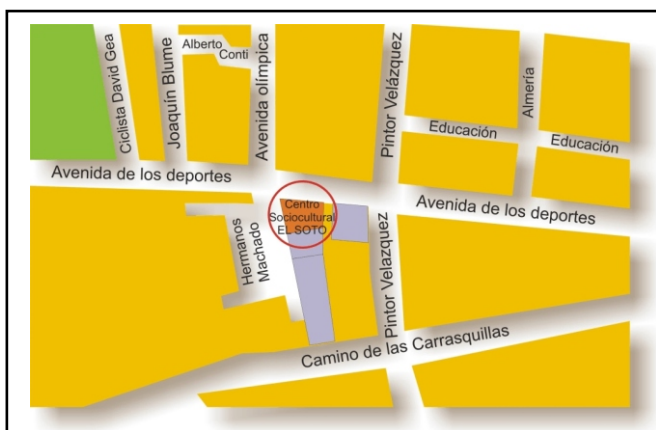 Ciclista David Gea
Joaquín Blume
Alberto
Conti
Avenida olímpica
Pintor Velázquez
Almería
Educación
Educación
Avenida de los deportes
Avenida de los deportes
Centro
Sociocultural
EL SOTO
Hermanos
Machado
Pintor Velazquez
Camino de las Carrasquillas